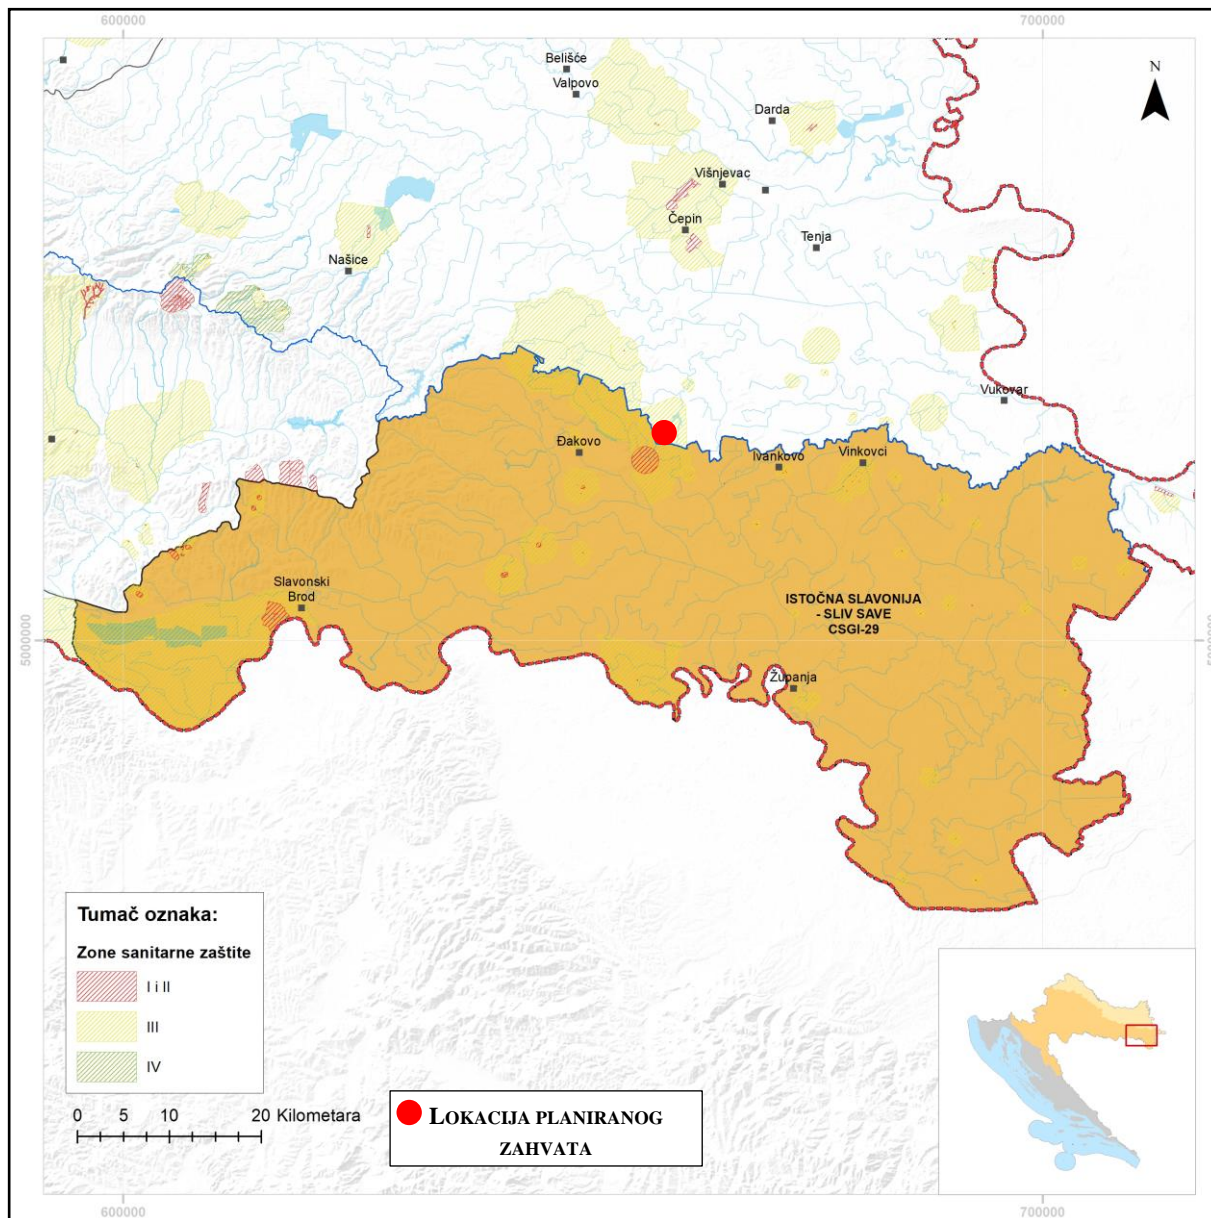 600000
700000
Belišće
Valpovo
Darda
N
Višnjevac
Čepin
Tenja
Našice
Vukovar
Đakovo
Ivankovo
Vinkovci
Slavonski
Brod
ISTOČNA SLAVONIJA
- SLIV SAVE
CSGI-29
5000000
5000000
Županja
Tumač oznaka:
Zone sanitarne zaštite
I i II
III
IV
0 5 10 20 Kilometara
LOKACIJA PLANIRANOG
ZAHVATA
600000
700000